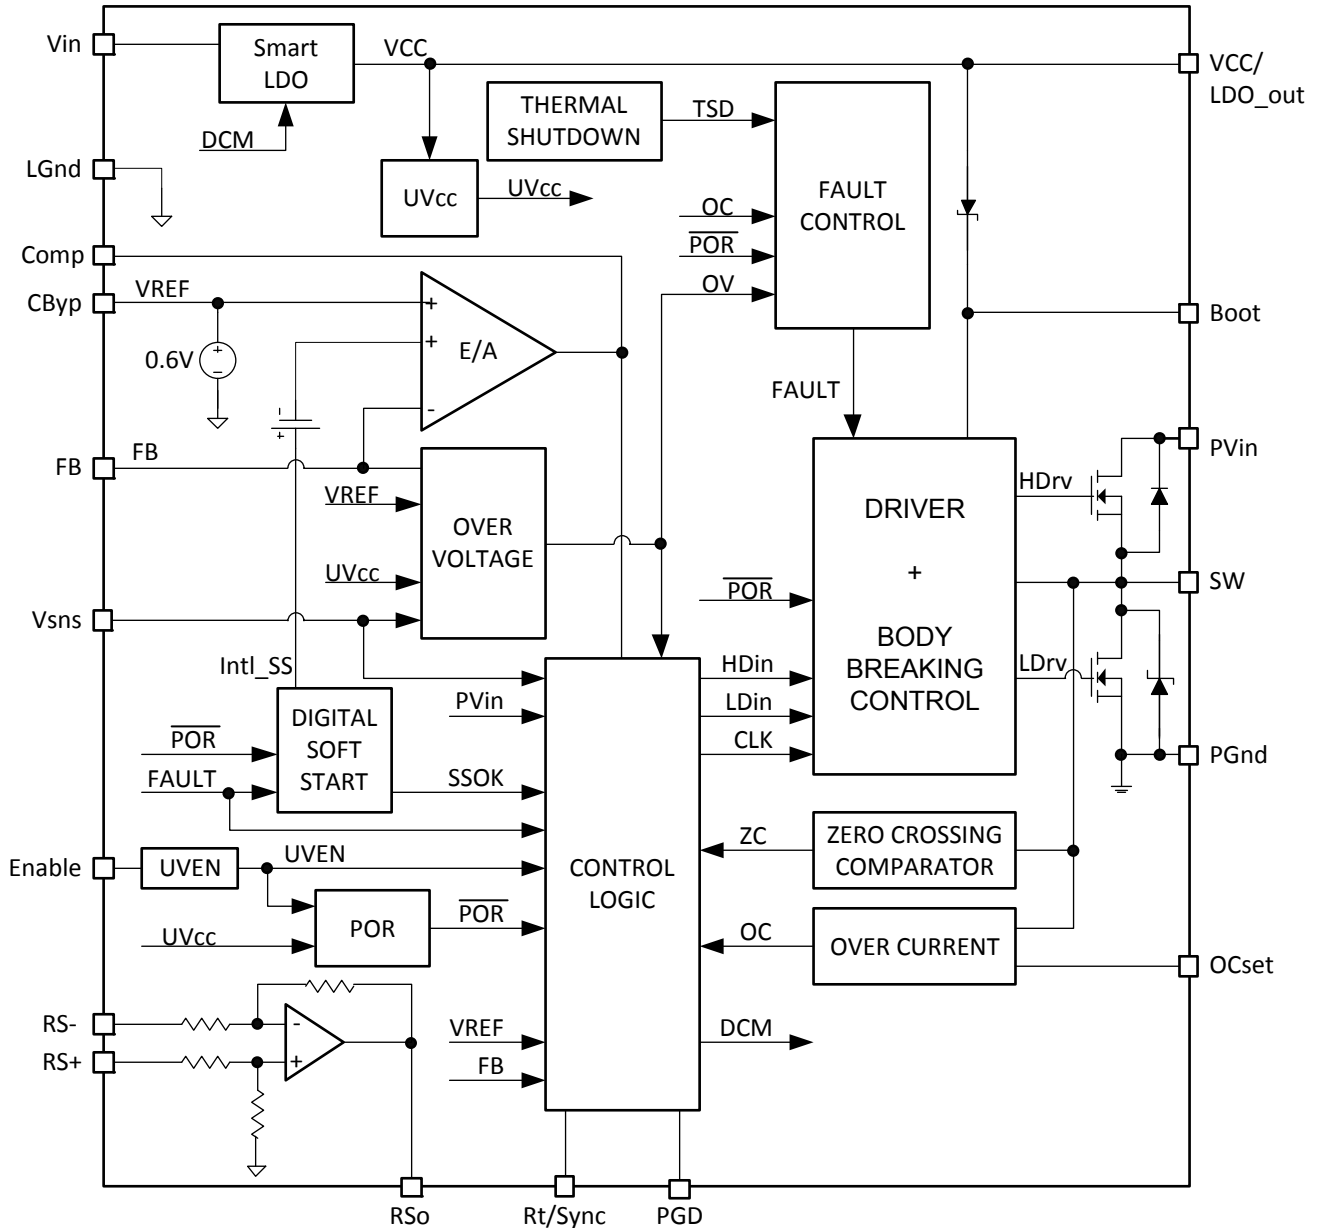 Vin
Smart
LDO
VCC
VCC/
LDO_out
DCM
THERMAL
SHUTDOWN
TSD
FAULT
CONTROL
LGnd
UVcc
UVcc
OC
POR
OV
Comp
CByp
VREF
+
+
-
E/A
0.6V
+
-
-
+
Boot
FAULT
FB
FB
VREF
OVER
VOLTAGE
UVcc
Vsns
PVin
HDrv
DRIVER
+
BODY
BREAKING
CONTROL
SW
POR
LDrv
Intl_SS
HDin
LDin
CLK
PVin
DIGITAL
SOFT
START
POR
FAULT
SSOK
PGnd
ZC
ZERO CROSSING
COMPARATOR
Enable
UVEN
UVEN
CONTROL
LOGIC
POR
POR
UVcc
OC
OVER CURRENT
OCset
RS-
RS+
-
+
VREF
FB
DCM
RSo
Rt/Sync
PGD